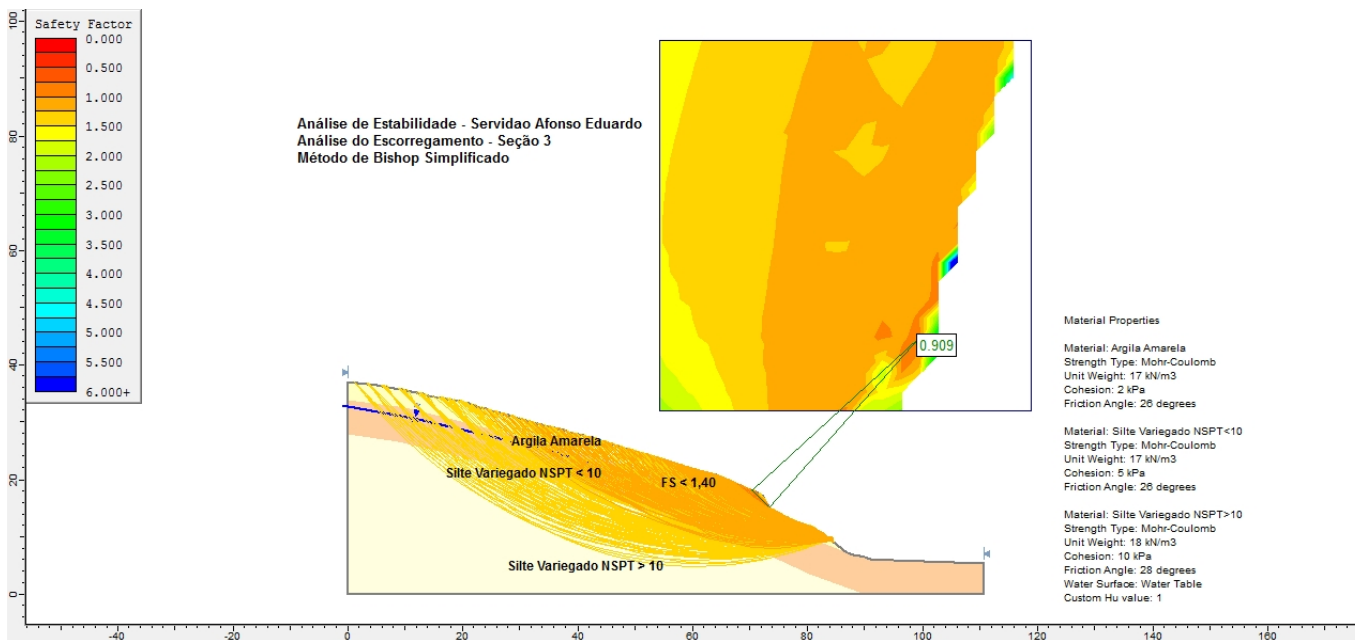 Safety Factor
0.000
0.500
1.000
1.500
2.000
2.500
3.000
3.500
4.000
4.500
5.000
5.500
6.000+
Análise de Estabilidade - Servidao Afonso Eduardo
Análise do Escorregamento - Seção 3
Método de Bishop Simplificado
0.909
Argila Amarela
Silte Variegado NSPT < 10
FS < 1,40
Silte Variegado NSPT > 10
Material Properties
Material: Argila Amarela
Strength Type: Mohr-Coulomb
Unit Weight: 17 kN/m3
Cohesion: 2 kPa
Friction Angle: 26 degrees
Material: Silte Variegado NSPT<10
Strength Type: Mohr-Coulomb
Unit Weight: 17 kN/m3
Cohesion: 5 kPa
Friction Angle: 26 degrees
Material: Silte Variegado NSPT>10
Strength Type: Mohr-Coulomb
Unit Weight: 18 kN/m3
Cohesion: 10 kPa
Friction Angle: 28 degrees
Water Surface: Water Table
Custom Hu value: 1
100
80
60
40
20
0
-40 -20 0 20 40 60 80 100 120 140 160